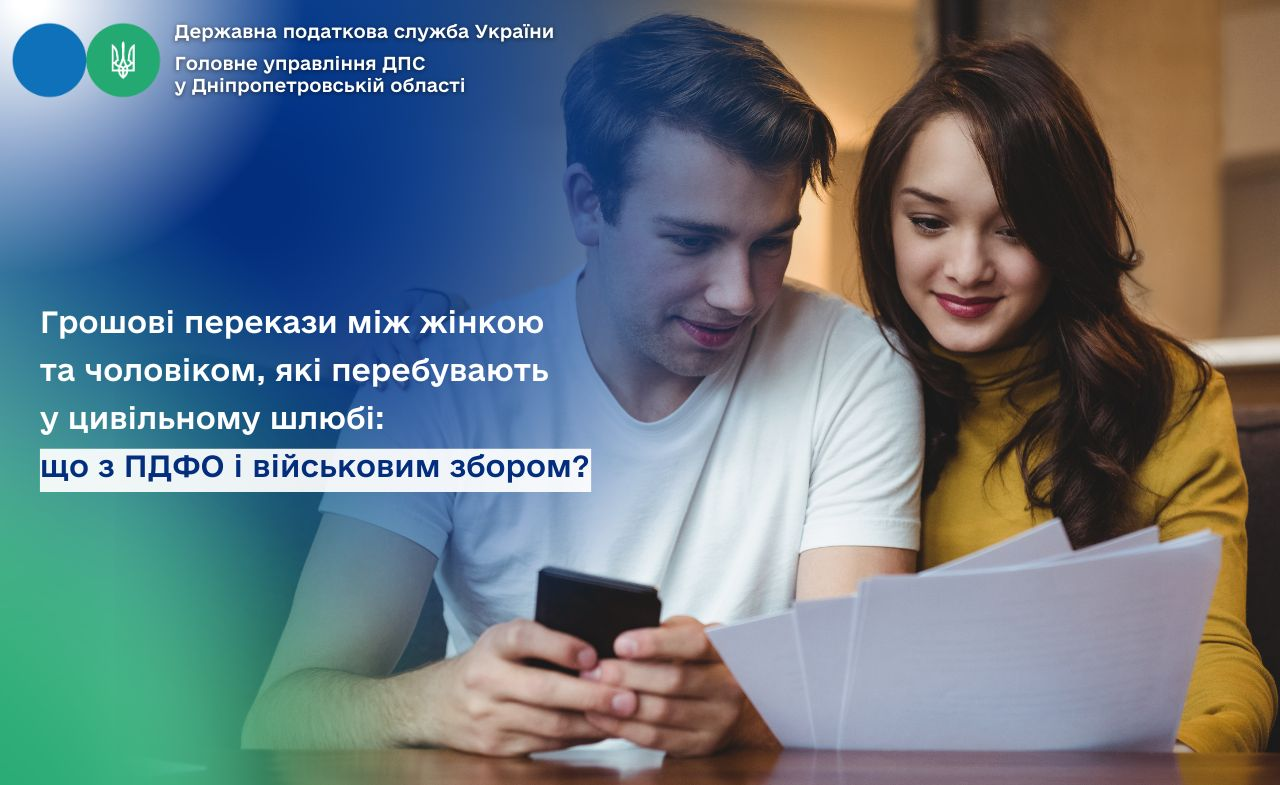 Державна податкова служба України
Головне управління ДПС
у Дніпропетровській області
Грошові перекази між жінкою
та чоловіком, які перебувають
у цивільному шлюбі:
що з ПДФО і військовим збором?